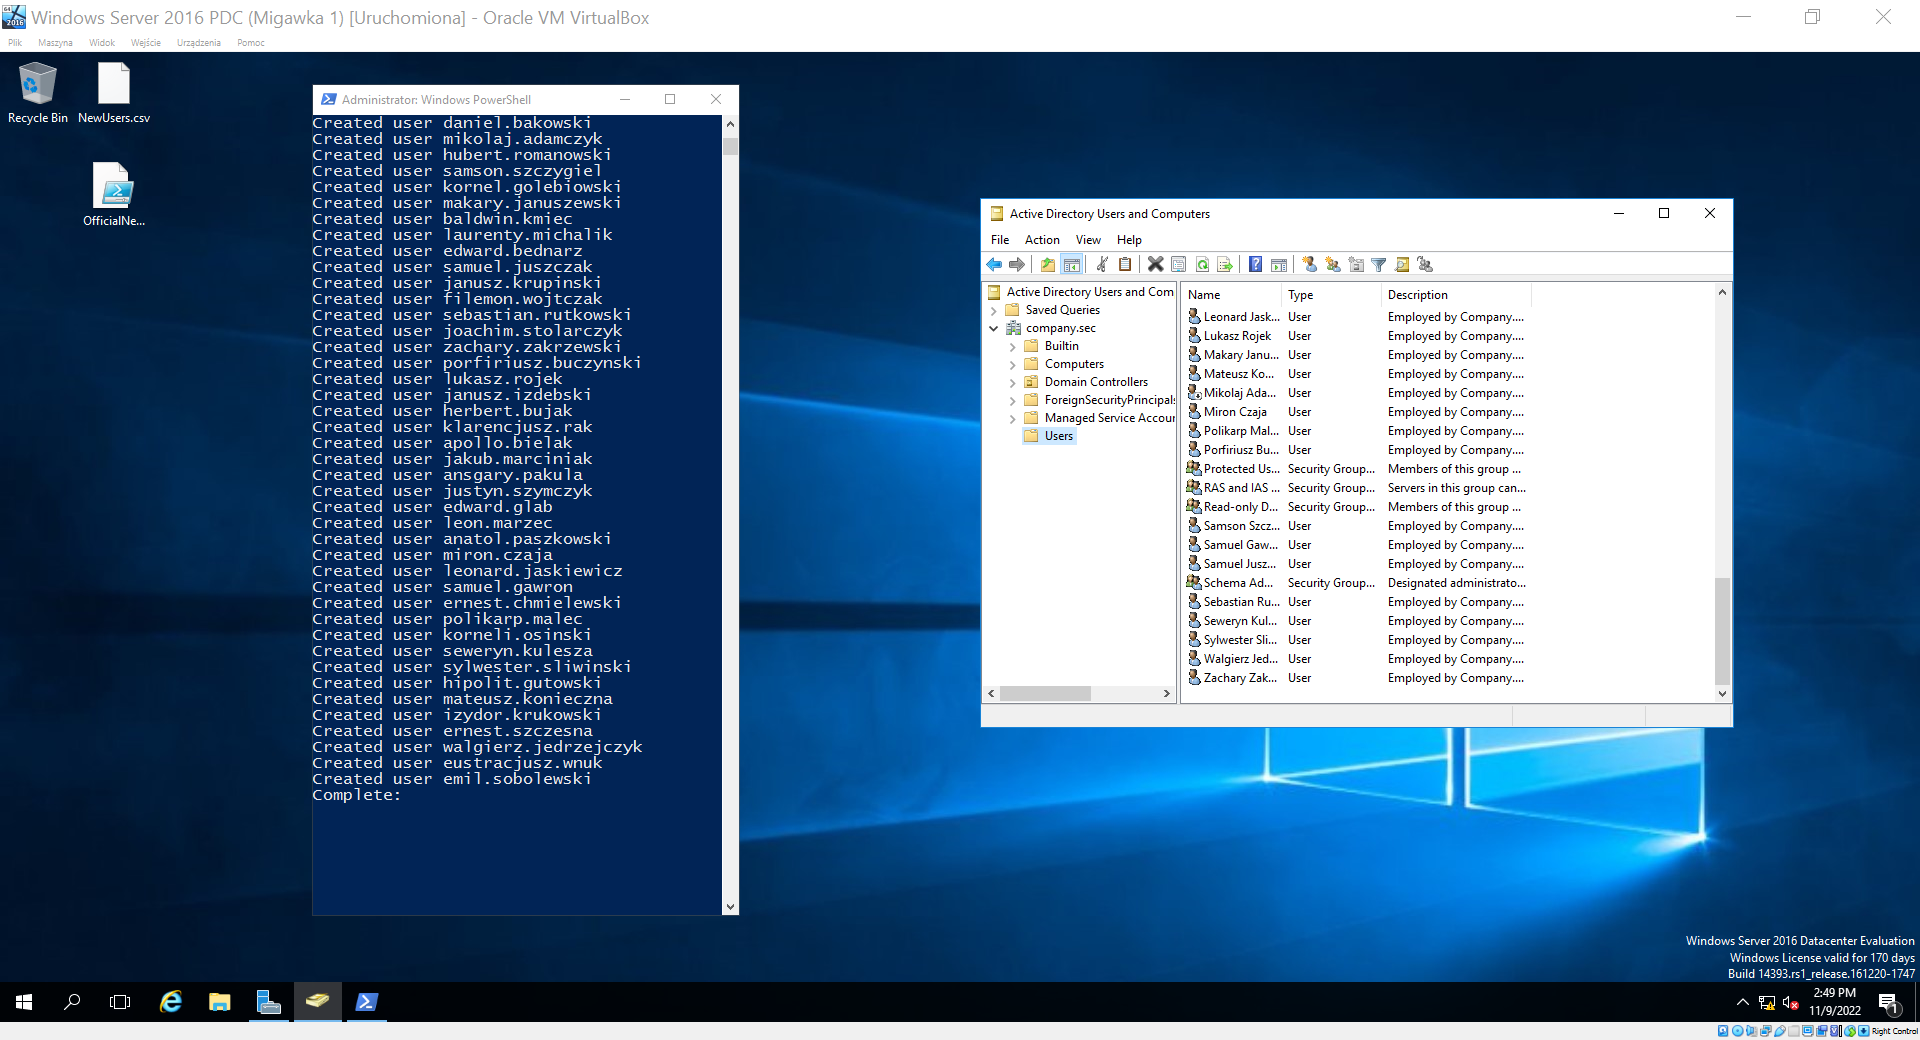 Windows Server 2016 PDC (Migawka 1) [Uruchomiona] - Oracle VM VirtualBox
Plik Maszyna Widok Wejście Urządzenia Pomoc
Recycle Bin
NewUsers.csv
OfficialNe...
Administrator: Windows PowerShell
Created user daniel.bakowski
Created user mikolaj.adamczyk
Created user hubert.romanowski
Created user samson.szczygiel
Created user kornel.golebiowski
Created user makary.januszewski
Created user baldwin.kmiec
Created user laurenty.michalik
Created user edward.bednarz
Created user samuel.juszczak
Created user janusz.krupinski
Created user filemon.wojtczak
Created user sebastian.rutkowski
Created user joachim.stolarczyk
Created user zachary.zakrzewski
Created user porfiriusz.buczynski
Created user lukasz.rojek
Created user janusz.izdebski
Created user herbert.bujak
Created user klarencjusz.rak
Created user apollo.bielak
Created user jakub.marciniak
Created user ansgary.pakula
Created user justyn.szymczyk
Created user edward.glab
Created user leon.marzec
Created user anatol.paszkowski
Created user miron.czaja
Created user leonard.jaskiewicz
Created user samuel.gawron
Created user ernest.chmielewski
Created user polikarp.malec
Created user korneli.osinski
Created user seweryn.kulesza
Created user sylwester.sliwinski
Created user hipolit.gutowski
Created user mateusz.konieczna
Created user izydor.krukowski
Created user ernest.szczesna
Created user walgierz.jedrzejczyk
Created user eustracjusz.wnuk
Created user emil.sobolewski
Complete:
Active Directory Users and Computers
File Action View Help
Active Directory Users and Com
Saved Queries
company.sec
Builtin
Computers
Domain Controllers
ForeignSecurityPrincipals
Managed Service Accour
Users
Name Type Description
Leonard Jask... User Employed by Company....
Lukasz Rojek User Employed by Company....
Makary Janu... User Employed by Company....
Mateusz Ko... User Employed by Company....
Mikolaj Ada... User Employed by Company....
Miron Czaja User Employed by Company....
Polikarp Mal... User Employed by Company....
Porfiriusz Bu... User Employed by Company....
Protected Us... Security Group... Members of this group ...
RAS and IAS ... Security Group... Servers in this group can...
Read-only D... Security Group... Members of this group ...
Samson Szcz... User Employed by Company....
Samuel Gaw... User Employed by Company....
Samuel Jusz... User Employed by Company....
Schema Ad... Security Group... Designated administrato...
Sebastian Ru... User Employed by Company....
Seweryn Kul... User Employed by Company....
Sylwester Sli... User Employed by Company....
Walgierz Jed... User Employed by Company....
Zachary Zak... User Employed by Company....
Windows Server 2016 Datacenter Evaluation
Windows License valid for 170 days
Build 14393.rs1_release.161220-1747
2:49 PM
11/9/2022
1
Right Control